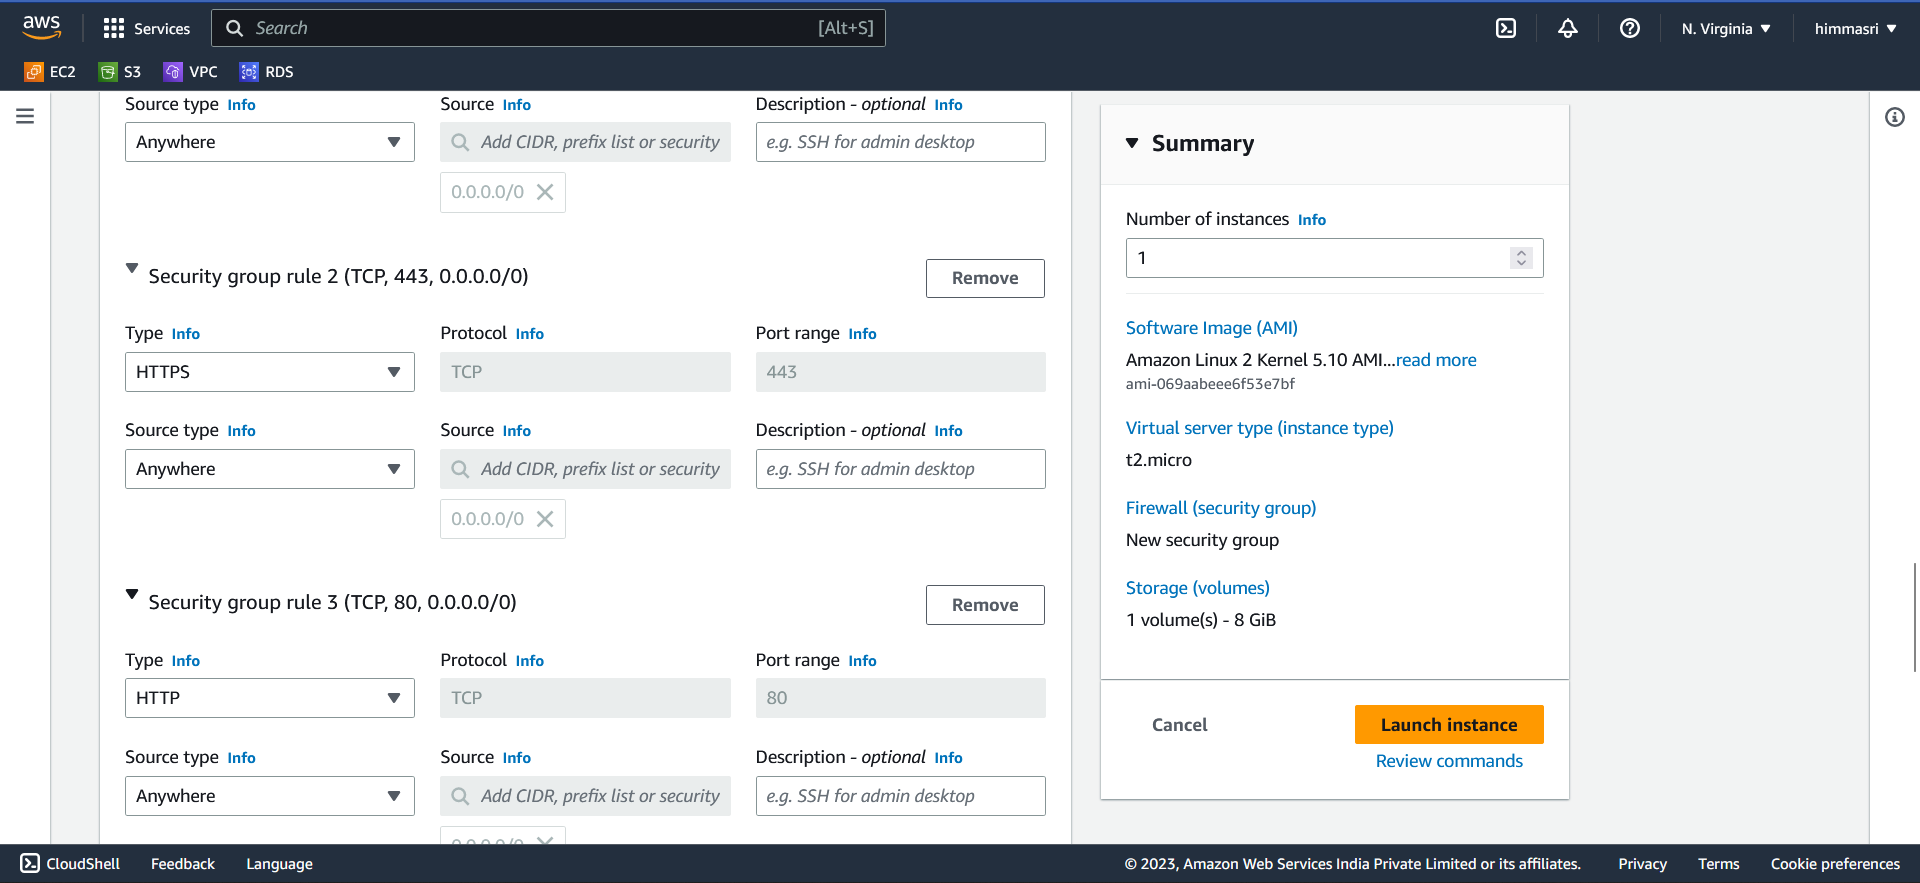 aws
Services
Search [Alt+S]
N. Virginia
himmasri
EC2 S3 VPC RDS
Source type Info
Source Info
Description - optional Info
Anywhere
Add CIDR, prefix list or security
e.g. SSH for admin desktop
0.0.0.0/0
Security group rule 2 (TCP, 443, 0.0.0.0/0)
Remove
Type Info
Protocol Info
Port range Info
HTTPS
TCP
443
Source type Info
Source Info
Description - optional Info
Anywhere
Add CIDR, prefix list or security
e.g. SSH for admin desktop
0.0.0.0/0
Security group rule 3 (TCP, 80, 0.0.0.0/0)
Remove
Type Info
Protocol Info
Port range Info
HTTP
TCP
80
Source type Info
Source Info
Description - optional Info
Anywhere
Add CIDR, prefix list or security
e.g. SSH for admin desktop
0.0.0.0/0
Summary
Number of instances Info
1
Software Image (AMI)
Amazon Linux 2 Kernel 5.10 AMI...read more
ami-069aabeee6f53e7bf
Virtual server type (instance type)
t2.micro
Firewall (security group)
New security group
Storage (volumes)
1 volume(s) - 8 GiB
Cancel
Launch instance
Review commands
CloudShell
Feedback
Language
© 2023, Amazon Web Services India Private Limited or its affiliates.
Privacy
Terms
Cookie preferences